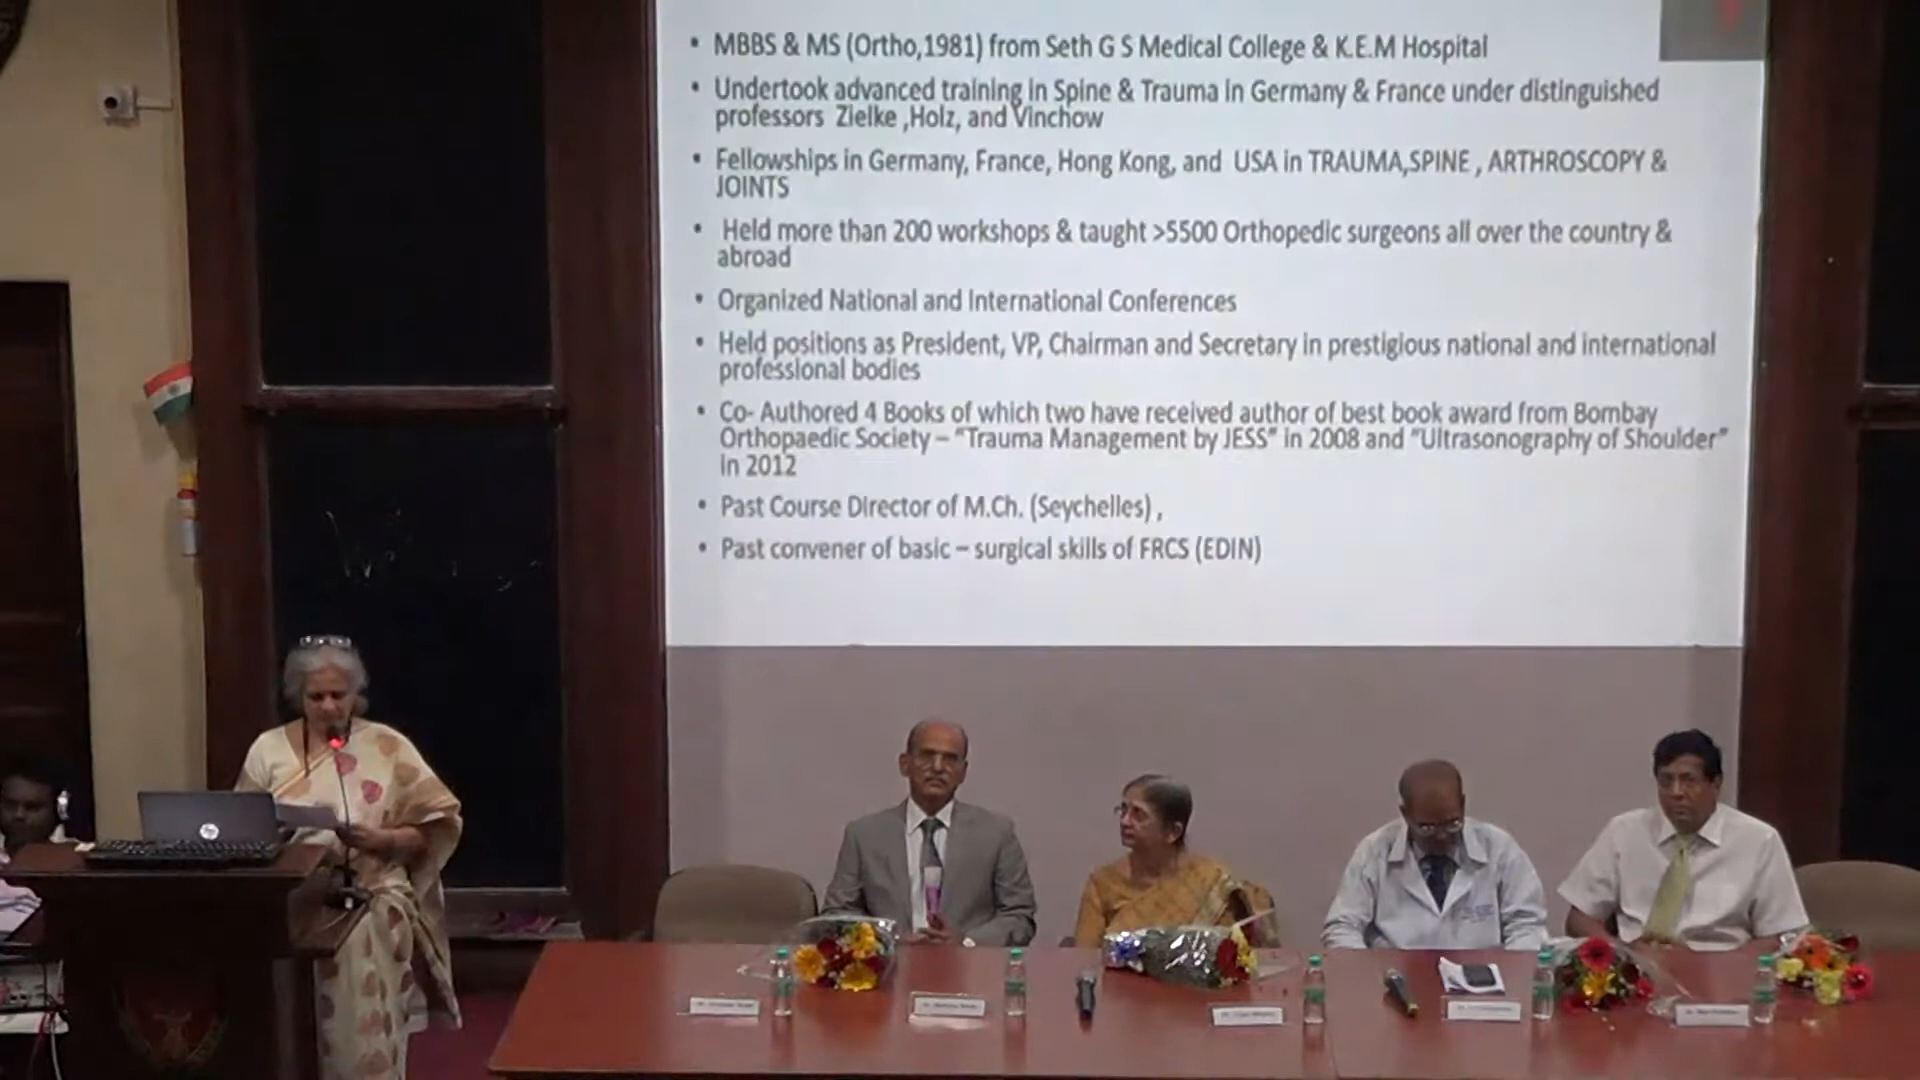 • MBBS & MS (Ortho,1981) from Seth G S Medical College & K.E.M Hospital
• Undertook advanced training in Spine & Trauma in Germany & France under distinguished
professors Zielke ,Holz, and Vinchow
• Fellowships in Germany, France, Hong Kong, and USA in TRAUMA,SPINE , ARTHROSCOPY &
JOINTS
• Held more than 200 workshops & taught >5500 Orthopedic surgeons all over the country &
abroad
• Organized National and International Conferences
• Held positions as President, VP, Chairman and Secretary in prestigious national and international
professional bodies
• Co- Authored 4 Books of which two have received author of best book award from Bombay
Orthopaedic Society – "Trauma Management by JESS" in 2008 and "Ultrasonography of Shoulder"
in 2012
• Past Course Director of M.Ch. (Seychelles) ,
• Past convener of basic – surgical skills of FRCS (EDIN)
hp